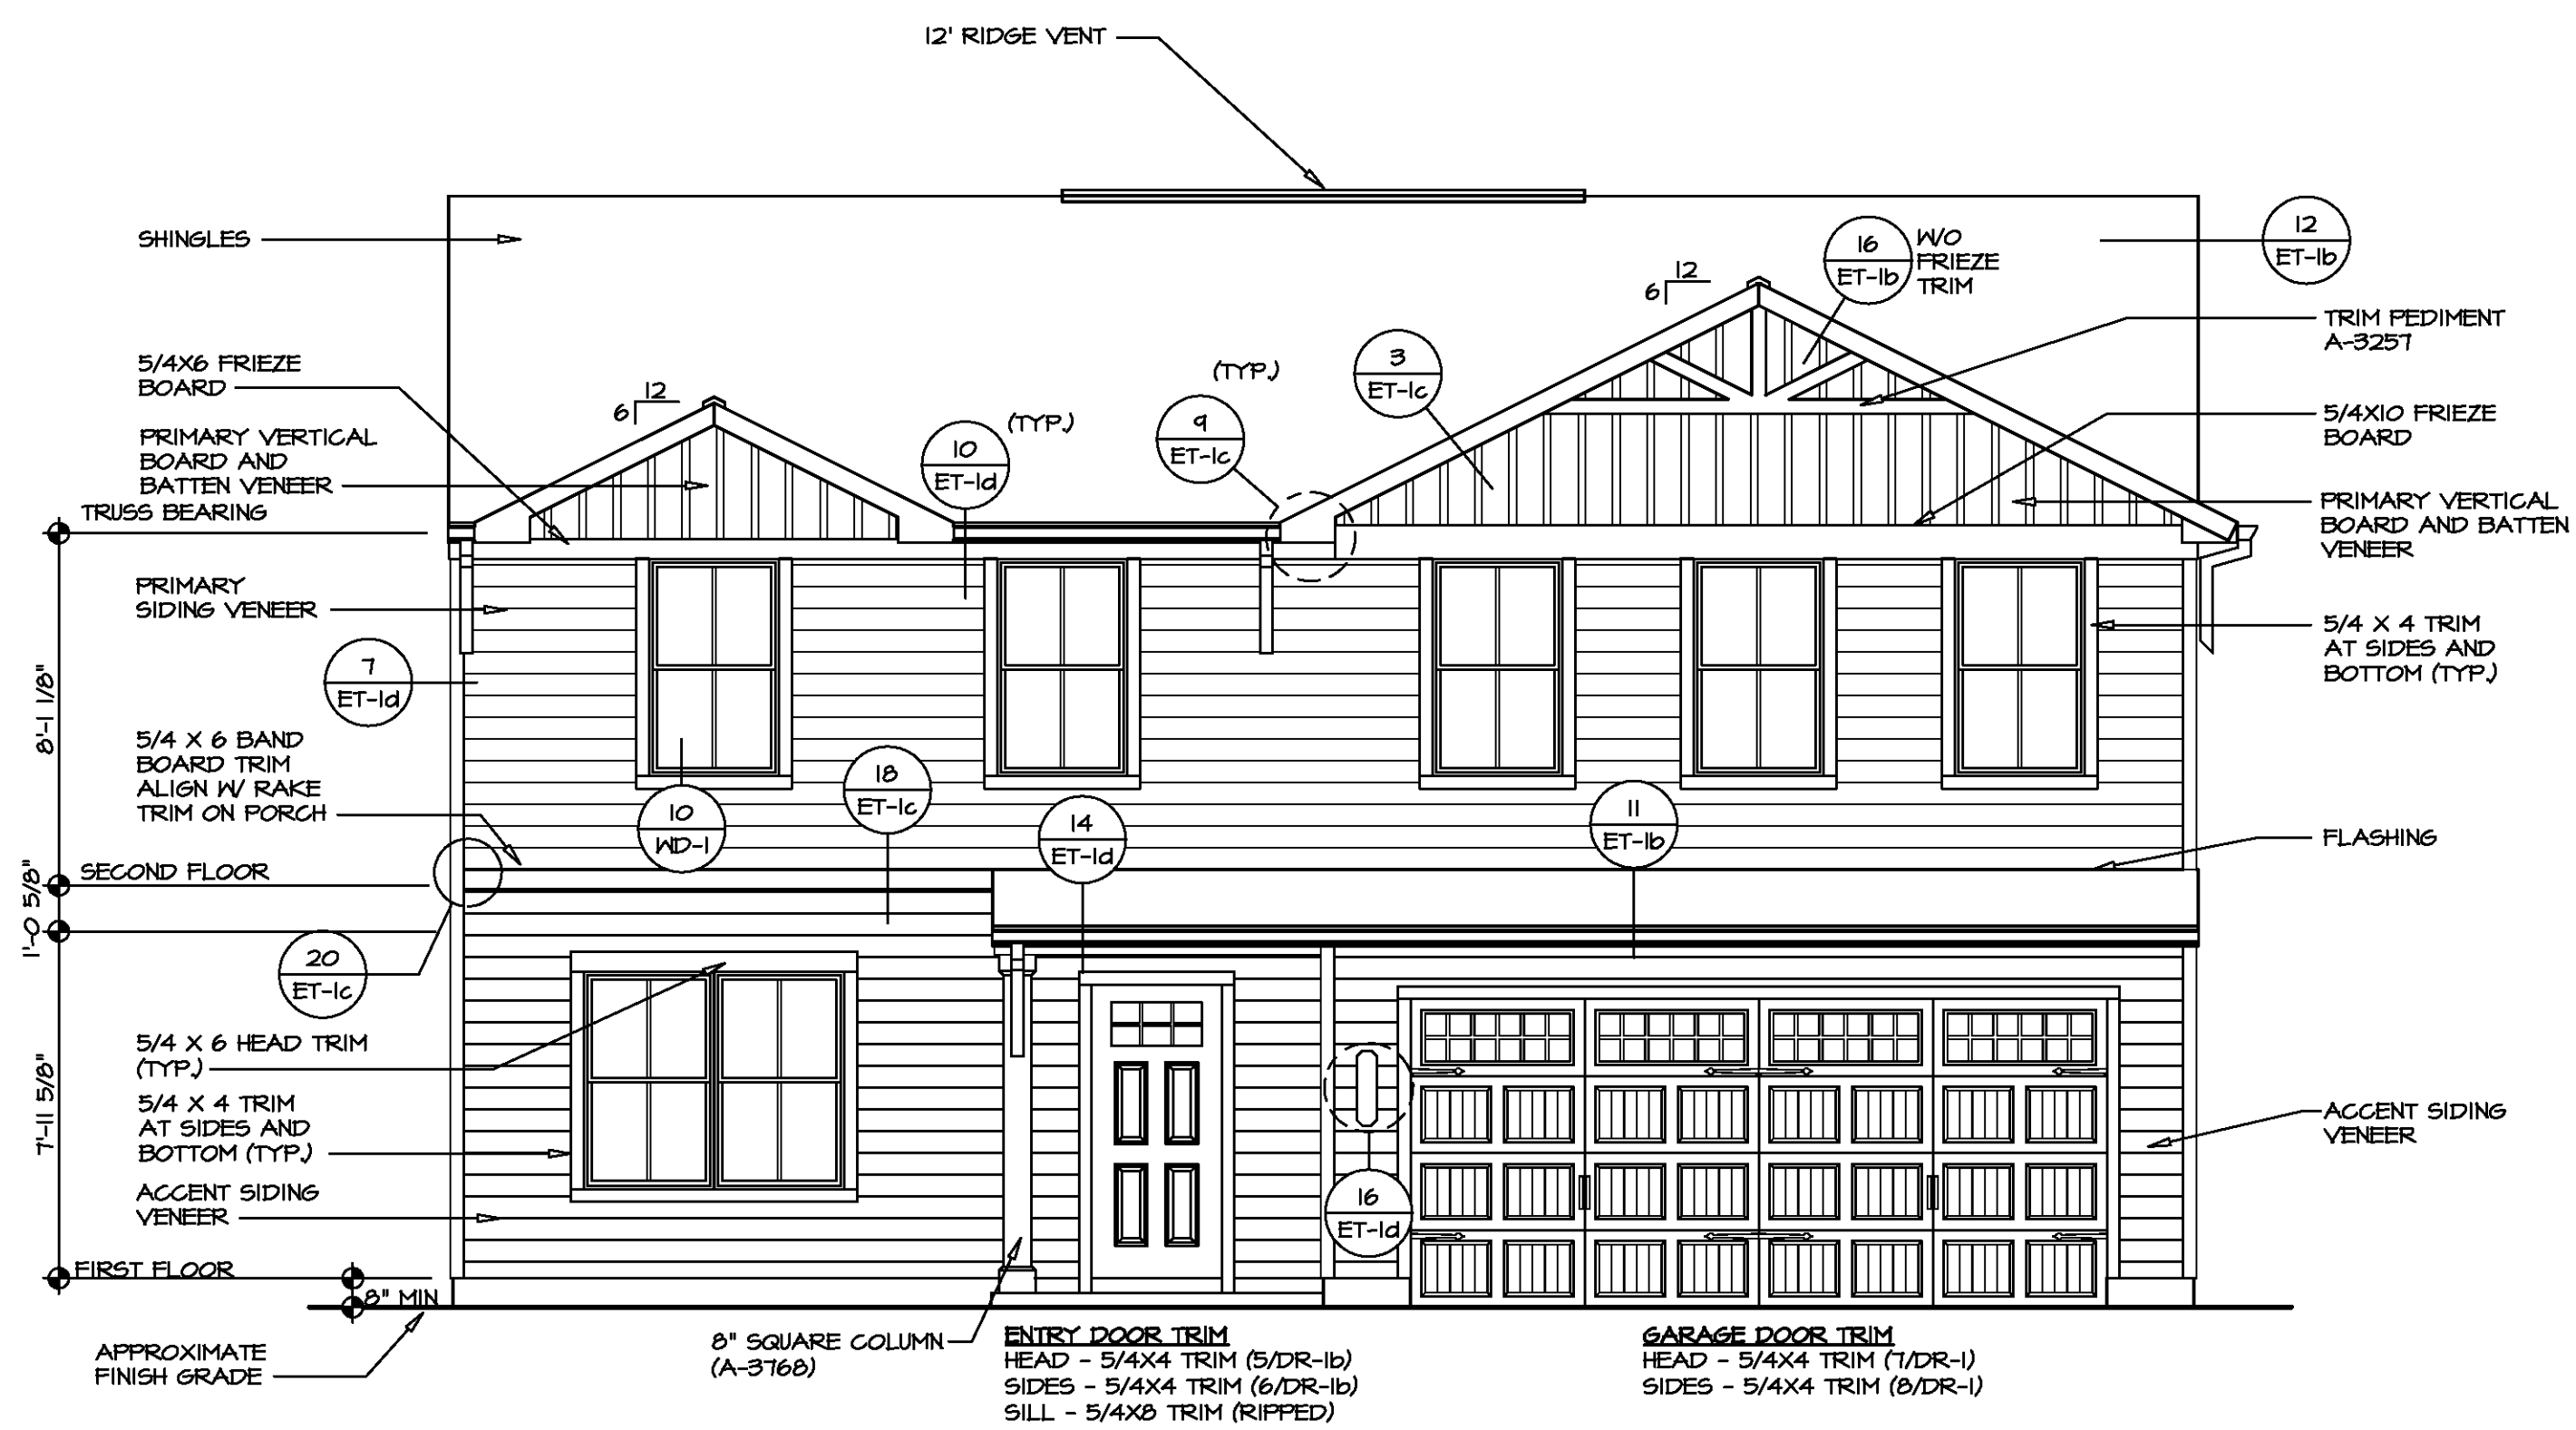 12' RIDGE VENT
SHINGLES
12
ET-1b
16
ET-1b
W/O
FRIEZE
TRIM
12
6
TRIM PEDIMENT
A-3257
5/4X6 FRIEZE
BOARD
(TYP.)
3
ET-1c
12
6
9
ET-1c
5/4X10 FRIEZE
BOARD
(TYP.)
10
ET-1d
PRIMARY VERTICAL
BOARD AND
BATTEN VENEER
PRIMARY VERTICAL
BOARD AND BATTEN
VENEER
TRUSS BEARING
PRIMARY
SIDING VENEER
5/4 X 4 TRIM
AT SIDES AND
BOTTOM (TYP.)
7
ET-1d
8'-1 1/8"
5/4 X 6 BAND
BOARD TRIM
ALIGN W/ RAKE
TRIM ON PORCH
18
ET-1c
10
WD-1
14
ET-1d
11
ET-1b
FLASHING
SECOND FLOOR
1'-0 5/8"
20
ET-1c
5/4 X 6 HEAD TRIM
(TYP.)
7'-11 5/8"
5/4 X 4 TRIM
AT SIDES AND
BOTTOM (TYP.)
ACCENT SIDING
VENEER
ACCENT SIDING
VENEER
16
ET-1d
FIRST FLOOR
8" MIN
APPROXIMATE
FINISH GRADE
8" SQUARE COLUMN
(A-3768)
ENTRY DOOR TRIM
HEAD - 5/4X4 TRIM (5/DR-1b)
SIDES - 5/4X4 TRIM (6/DR-1b)
SILL - 5/4X8 TRIM (RIPPED)
GARAGE DOOR TRIM
HEAD - 5/4X4 TRIM (7/DR-1)
SIDES - 5/4X4 TRIM (8/DR-1)